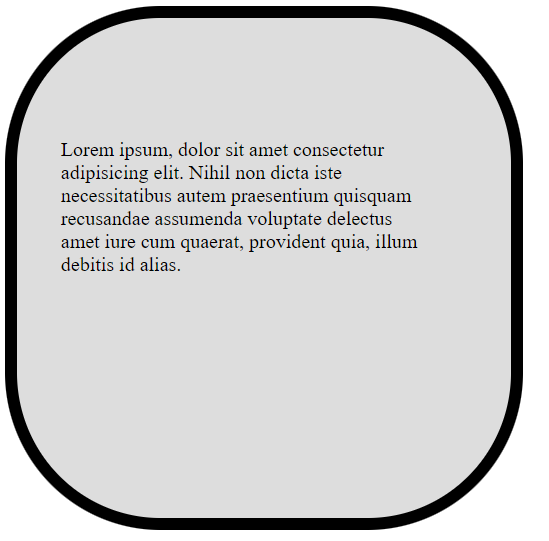 Lorem ipsum, dolor sit amet consectetur
adipisicing elit. Nihil non dicta iste
necessitatibus autem praesentium quisquam
recusandae assumenda voluptate delectus
amet iure cum quaerat, provident quia, illum
debitis id alias.